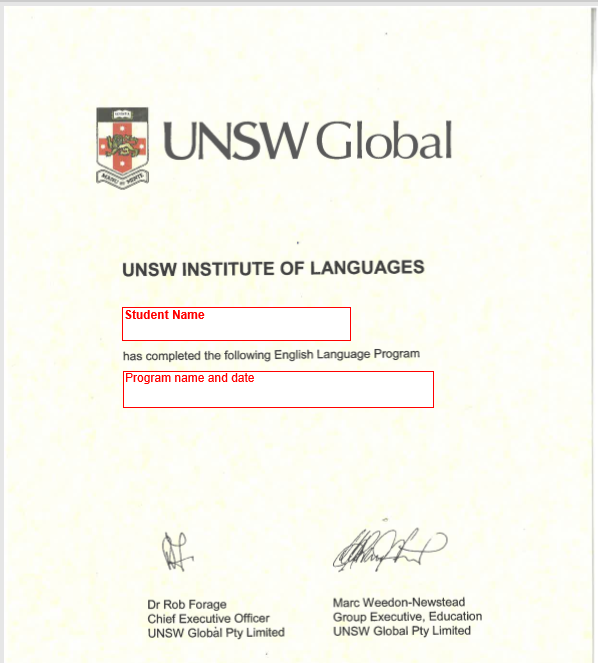 UNSW Global
UNSW INSTITUTE OF LANGUAGES
Student Name
has completed the following English Language Program
Program name and date
Dr Rob Forage
Chief Executive Officer
UNSW Global Pty Limited
Marc Weedon-Newstead
Group Executive, Education
UNSW Global Pty Limited